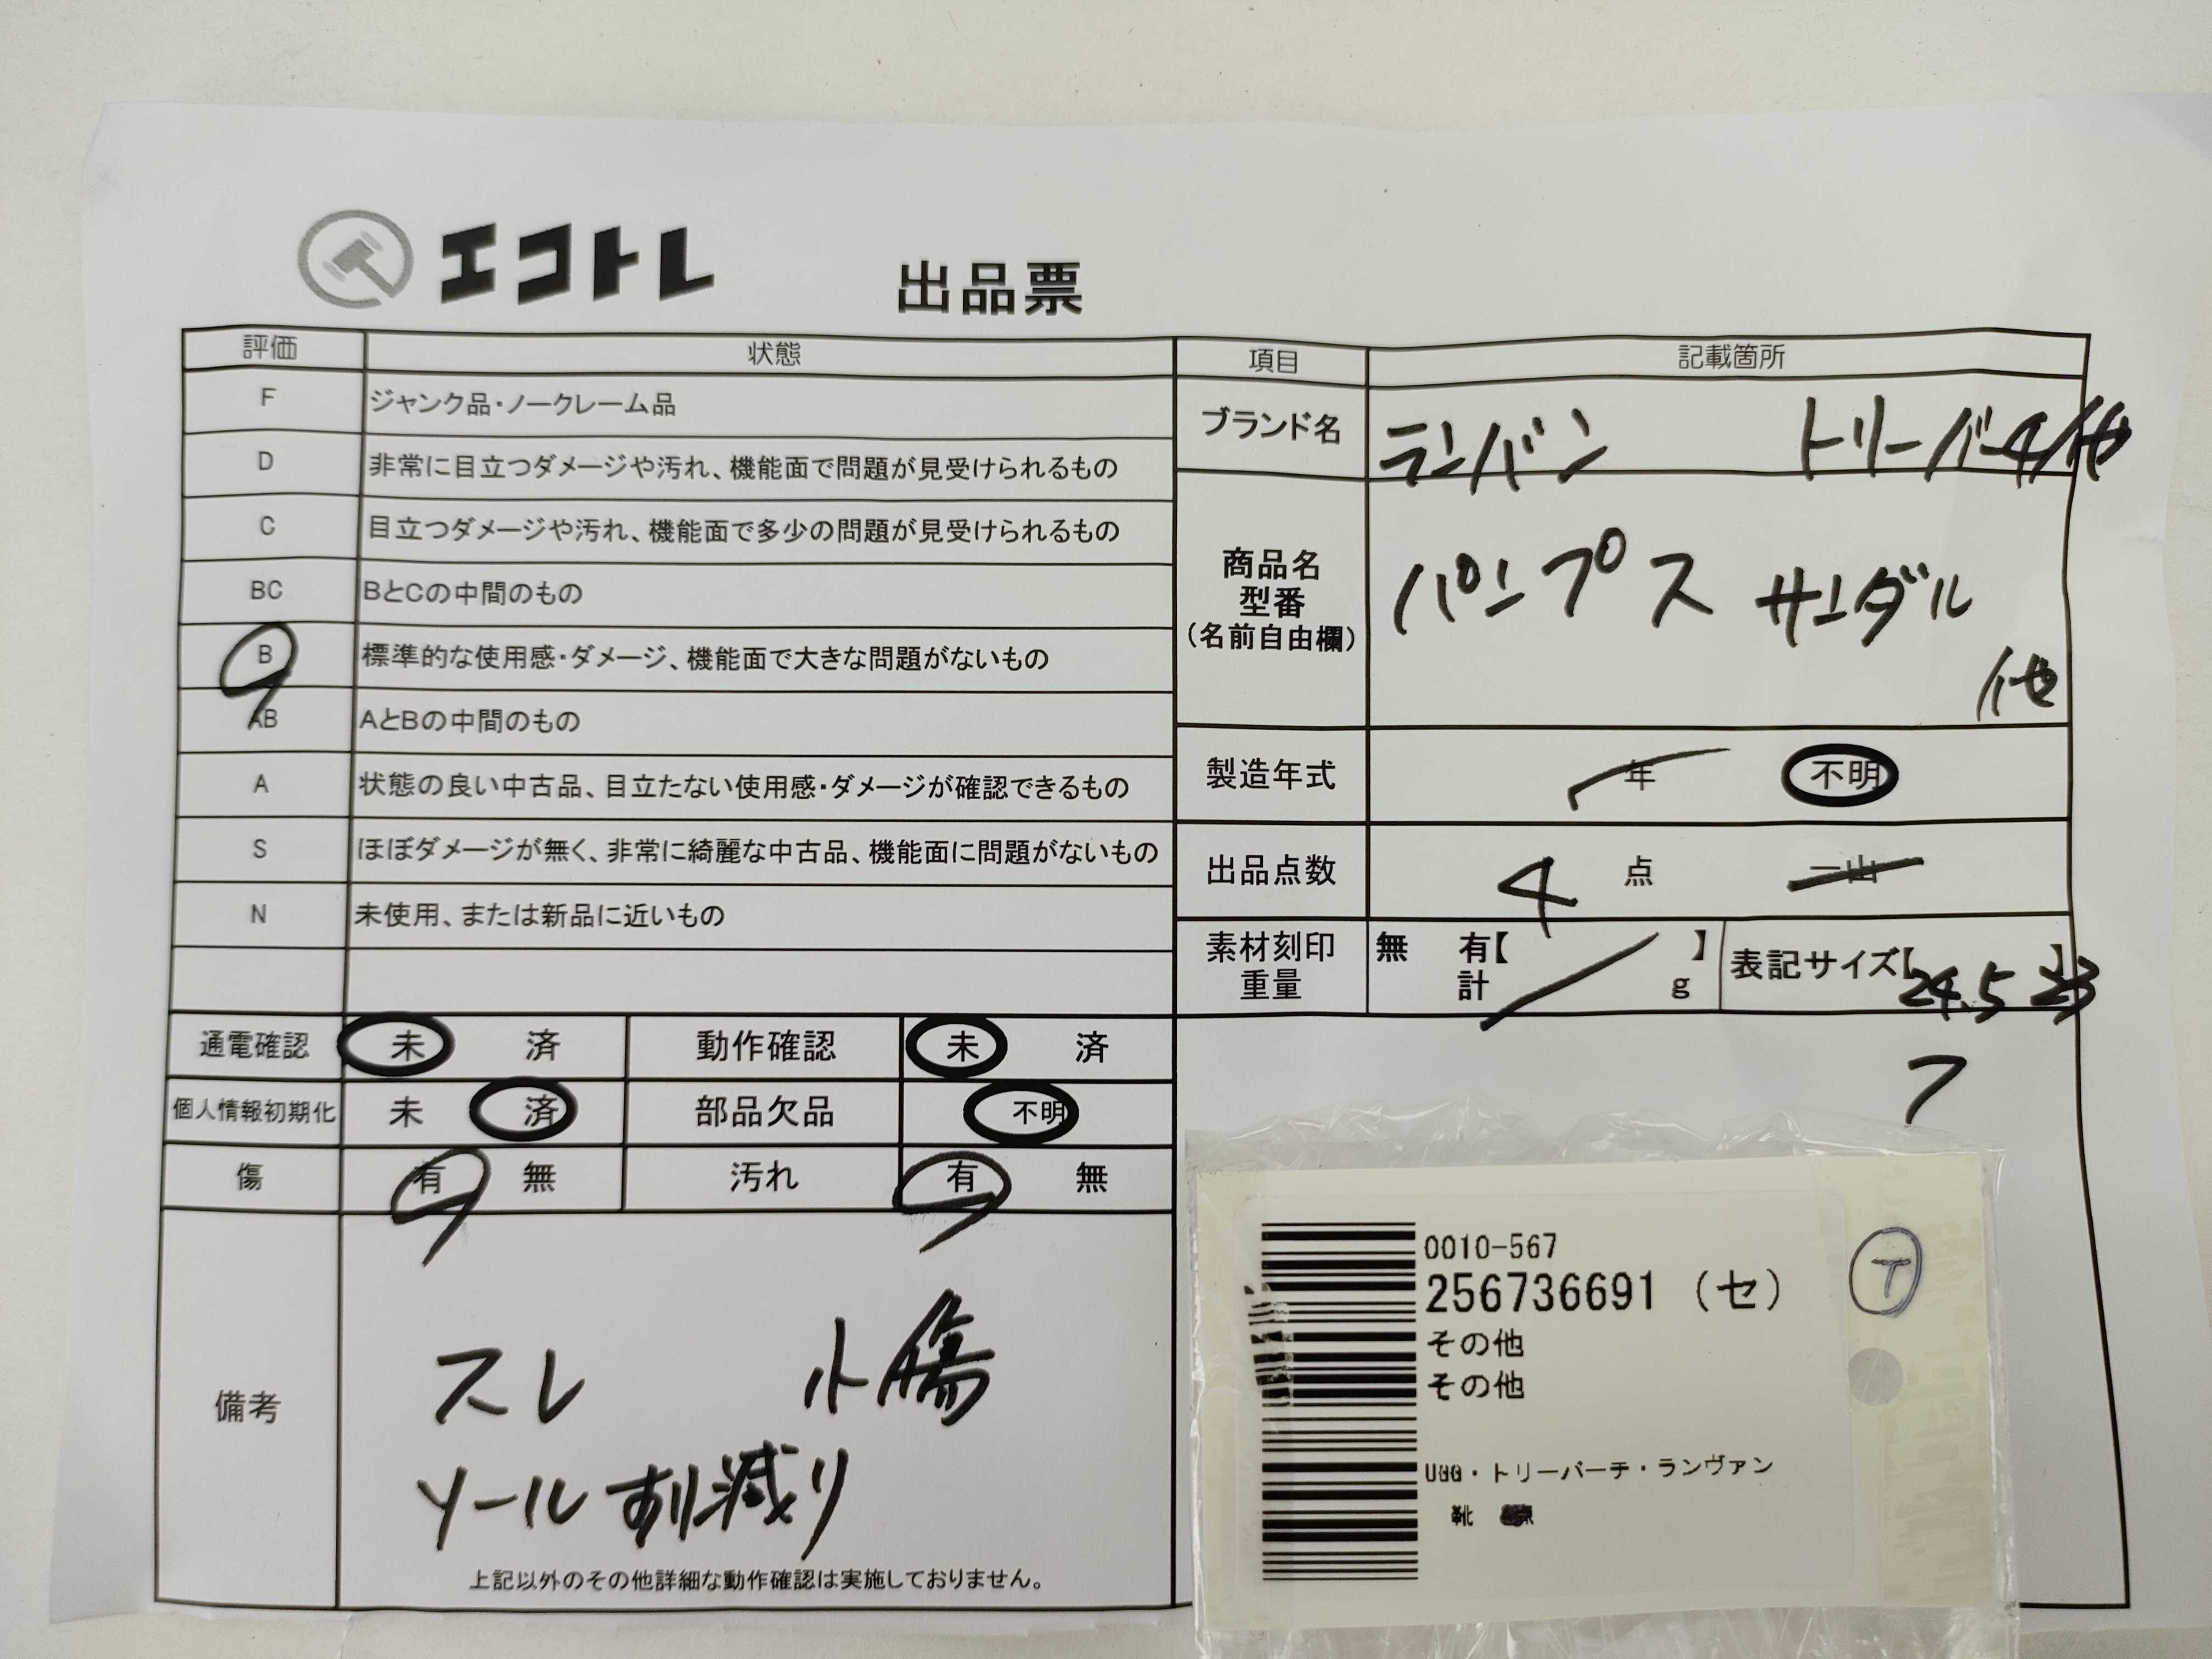 エコトレ
出品票
評価 状態
F ジャンク品・ノークレーム品
D 非常に目立つダメージや汚れ、機能面で問題が見受けられるもの
C 目立つダメージや汚れ、機能面で多少の問題が見受けられるもの
BC BとCの中間のもの
B 標準的な使用感・ダメージ、機能面で大きな問題がないもの
AB AとBの中間のもの
A 状態の良い中古品、目立たない使用感・ダメージが確認できるもの
S ほぼダメージが無く、非常に綺麗な中古品、機能面に問題がないもの
N 未使用、または新品に近いもの
通電確認 未 済 動作確認 未 済
個人情報初期化 未 済 部品欠品 不明
傷 有 無 汚れ 有 無
備考
スレ 小傷
ソール削減り
上記以外のその他詳細な動作確認は実施しておりません。
項目 記載箇所
ブランド名 ランバン トリーバーチ/他
商品名
型番
(名前自由欄)
パンプス サンダル
他
製造年式 年 不明
出品点数 4 点 一山
素材刻印 無 有【 】
重量 計 g
表記サイズ【24.5 23】
7
0010-567
256736691 (セ)
その他
その他
UGG・トリーバーチ・ランヴァン
靴
T